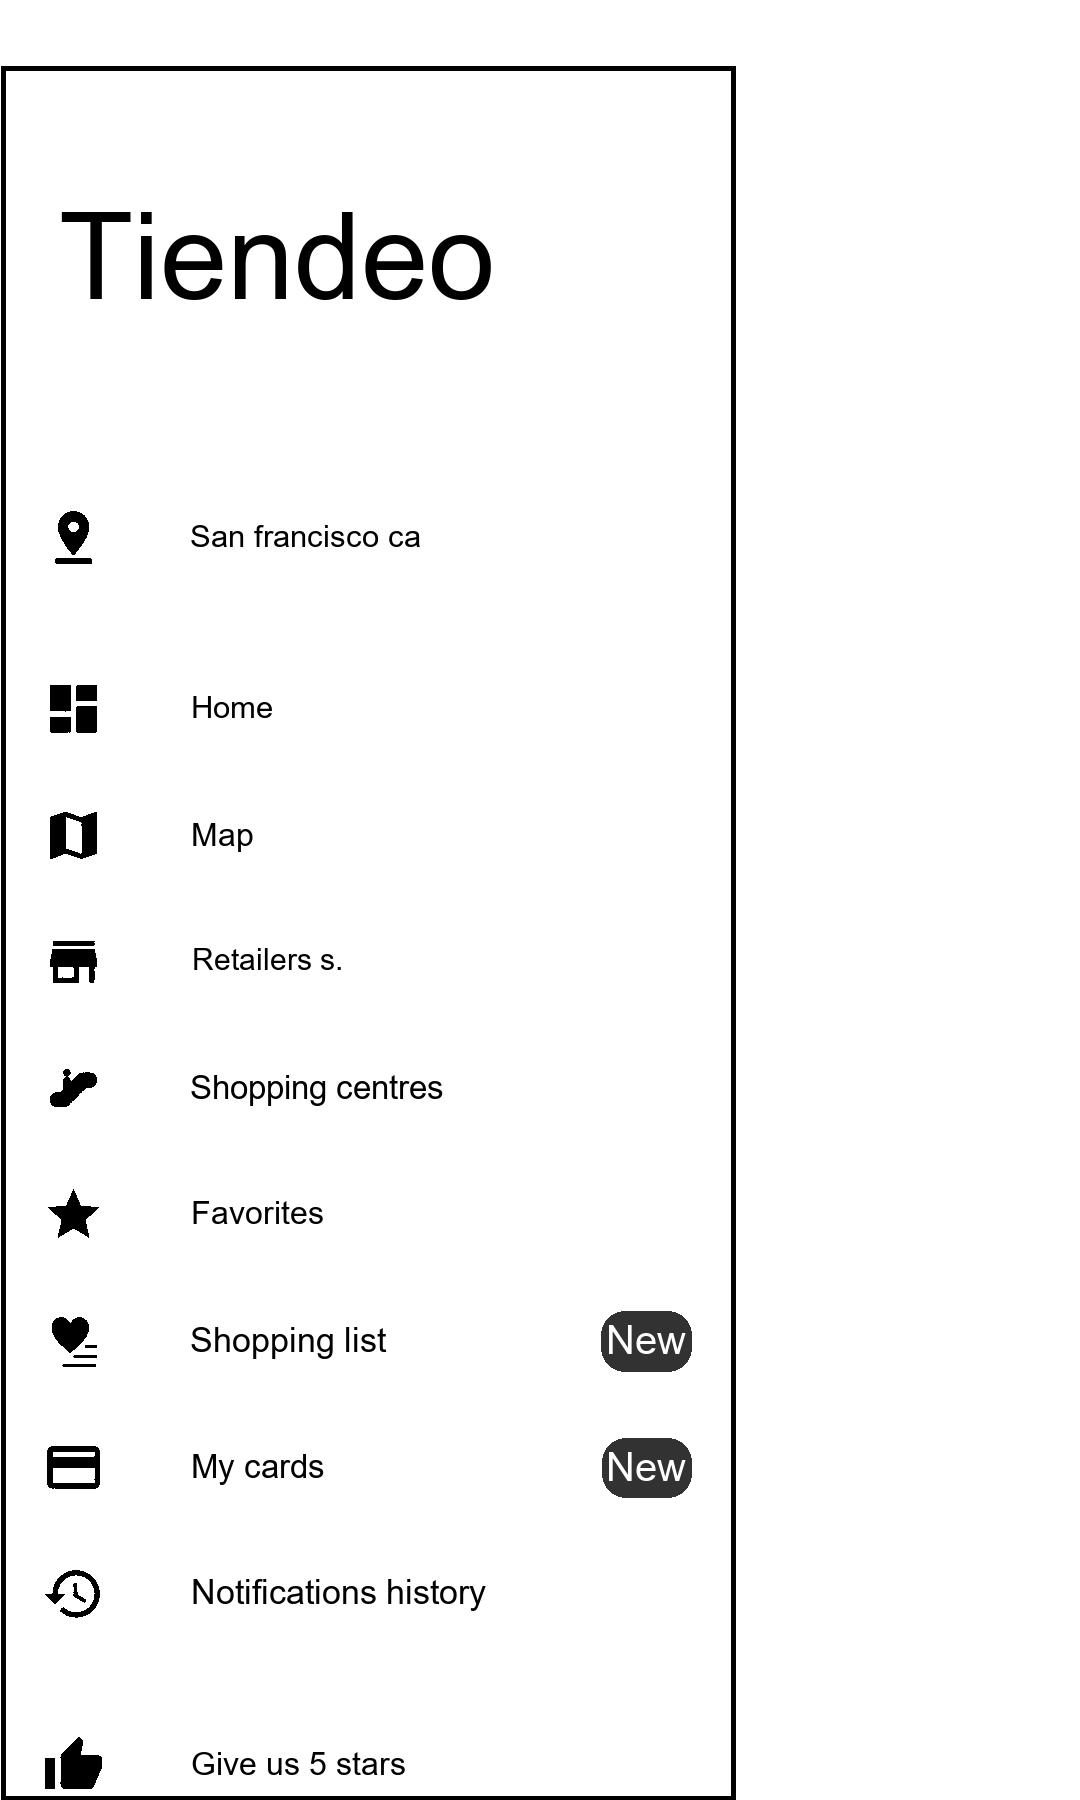 Tiendeo
San francisco ca
Home
Map
Retailers s.
Shopping centres
Favorites
Shopping list New
My cards New
Notifications history
Give us 5 stars